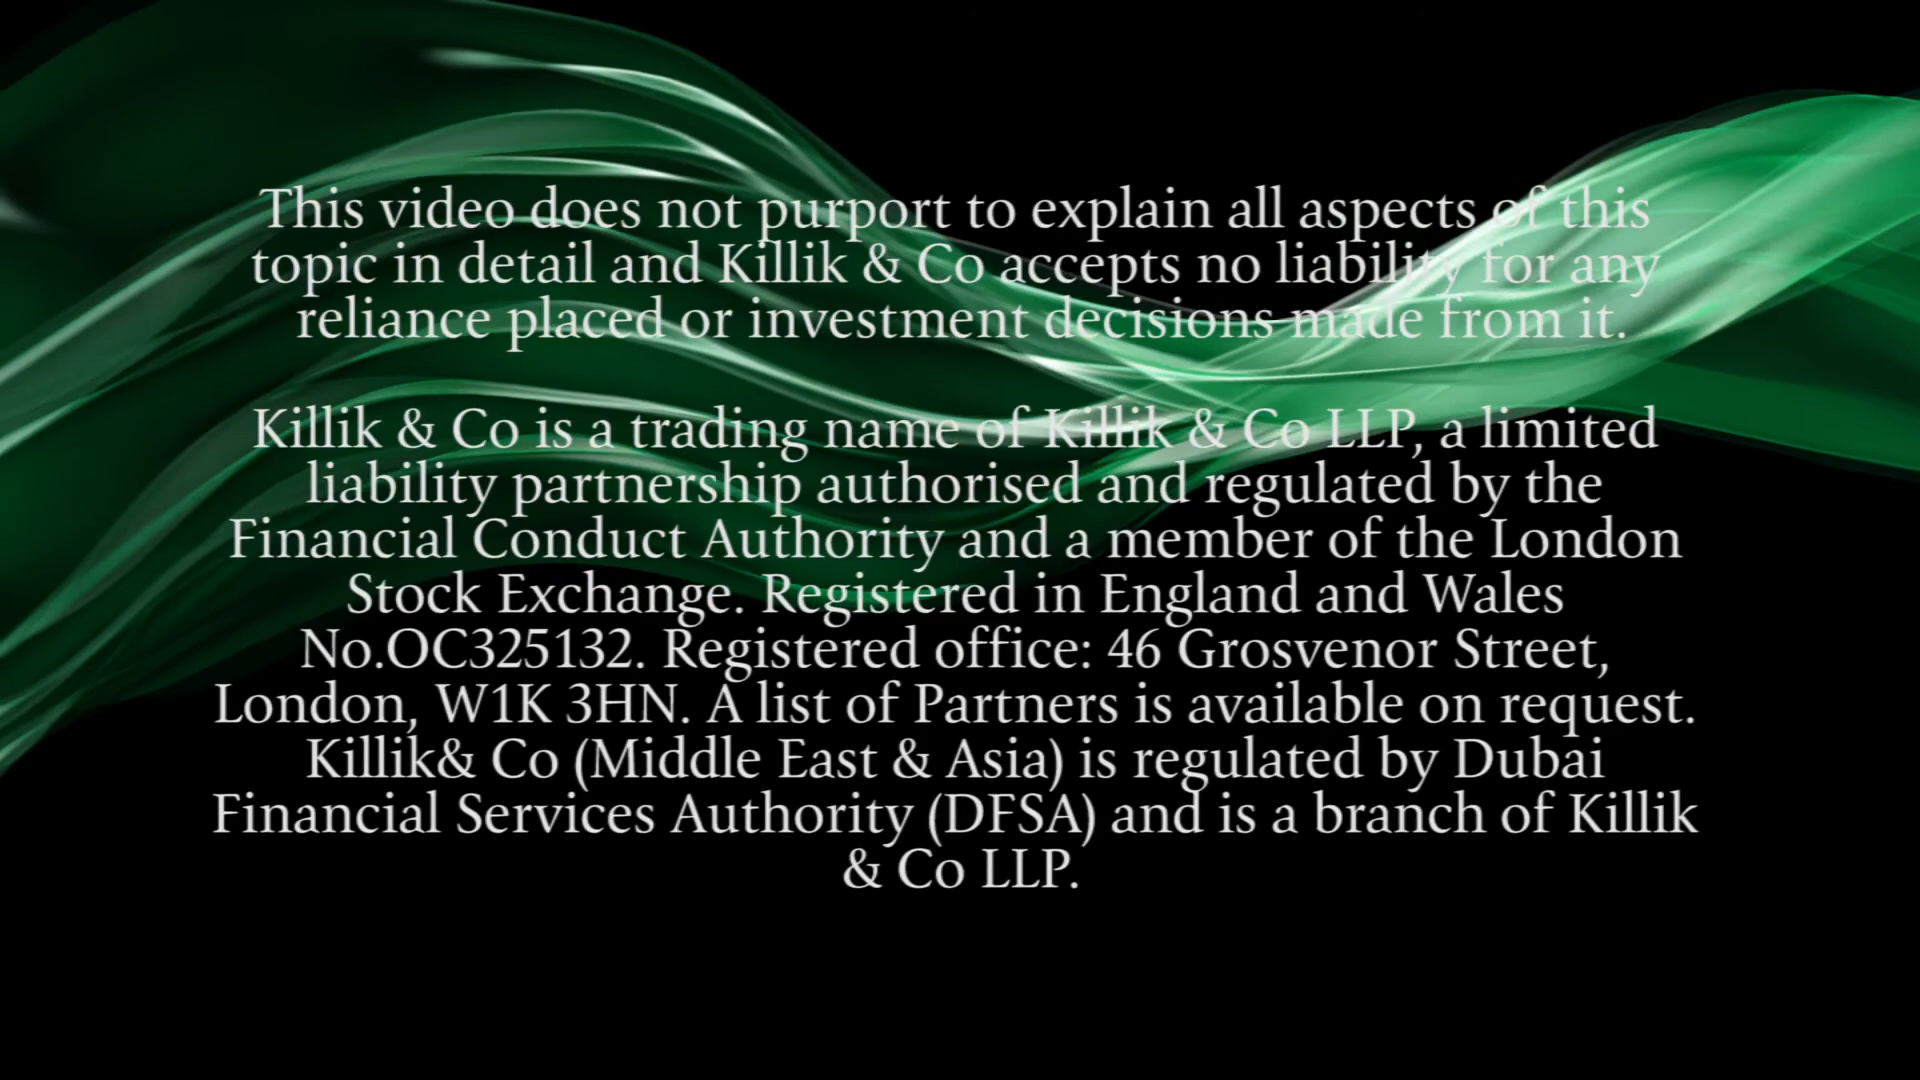 This video does not purport to explain all aspects of this
topic in detail and Killik & Co accepts no liability for any
reliance placed or investment decisions made from it.
Killik & Co is a trading name of Killik & Co LLP, a limited
liability partnership authorised and regulated by the
Financial Conduct Authority and a member of the London
Stock Exchange. Registered in England and Wales
No.OC325132. Registered office: 46 Grosvenor Street,
London, W1K 3HN. A list of Partners is available on request.
Killik& Co (Middle East & Asia) is regulated by Dubai
Financial Services Authority (DFSA) and is a branch of Killik
& Co LLP.